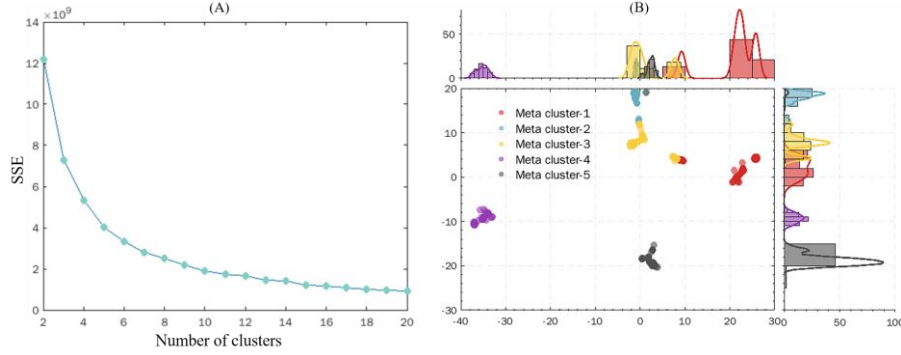 (A)
×10⁹
14
12
10
8
6
4
2
0
SSE
2 4 6 8 10 12 14 16 18 20
Number of clusters
(B)
50
0
20
10
0
-10
-20
-30
-40 -30 -20 -10 0 10 20 30
0 50 100
Meta cluster-1
Meta cluster-2
Meta cluster-3
Meta cluster-4
Meta cluster-5